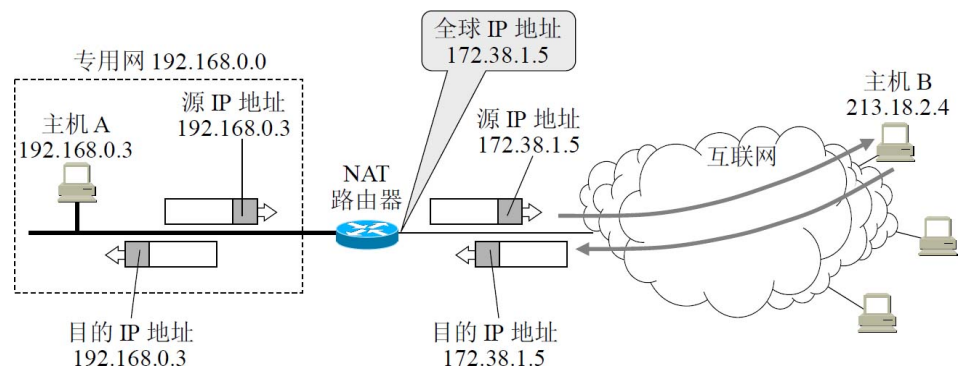 全球 IP 地址
172.38.1.5
专用网 192.168.0.0
源 IP 地址
192.168.0.3
主机 A
192.168.0.3
NAT
路由器
源 IP 地址
172.38.1.5
互联网
主机 B
213.18.2.4
目的 IP 地址
192.168.0.3
目的 IP 地址
172.38.1.5